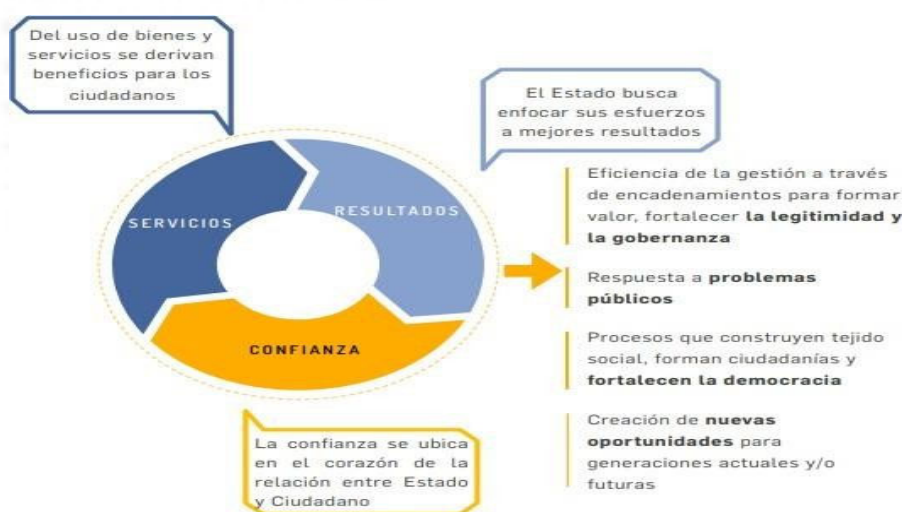 Del uso de bienes y
servicios se derivan
beneficios para los
ciudadanos
El Estado busca
enfocar sus esfuerzos
a mejores resultados
SERVICIOS
RESULTADOS
CONFIANZA
Eficiencia de la gestión a través
de encadenamientos para formar
valor, fortalecer la legitimidad y
la gobernanza
Respuesta a problemas
públicos
Procesos que construyen tejido
social, forman ciudadanías y
fortalecen la democracia
Creación de nuevas
oportunidades para
generaciones actuales y/o
futuras
La confianza se ubica
en el corazón de la
relación entre Estado
y Ciudadano